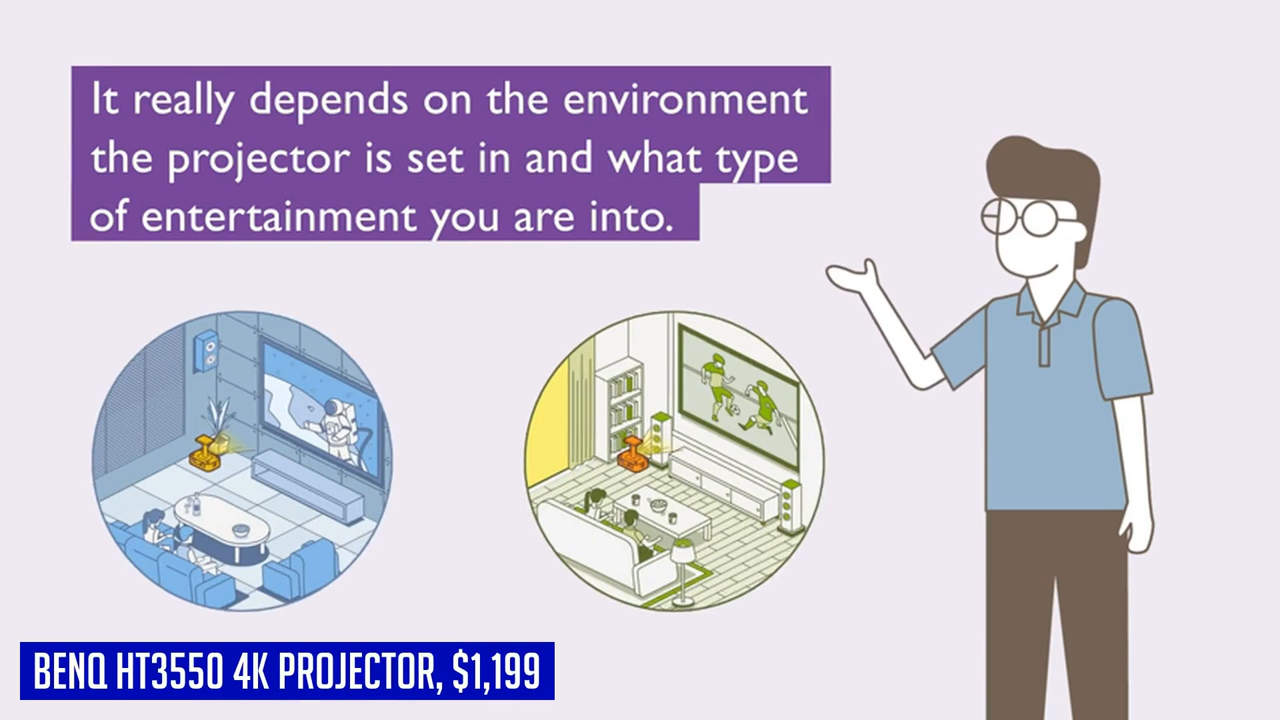 It really depends on the environment
the projector is set in and what type
of entertainment you are into.
BENQ HT3550 4K PROJECTOR, $1,199